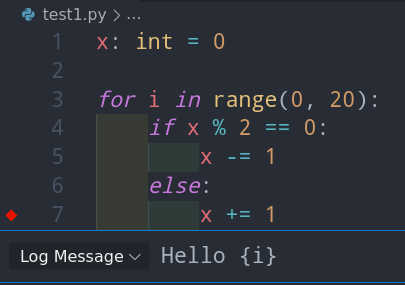 test1.py > ...
1 x: int = 0
2
3 for i in range(0, 20):
4     if x % 2 == 0:
5         x -= 1
6     else:
7         x += 1
Log Message Hello {i}